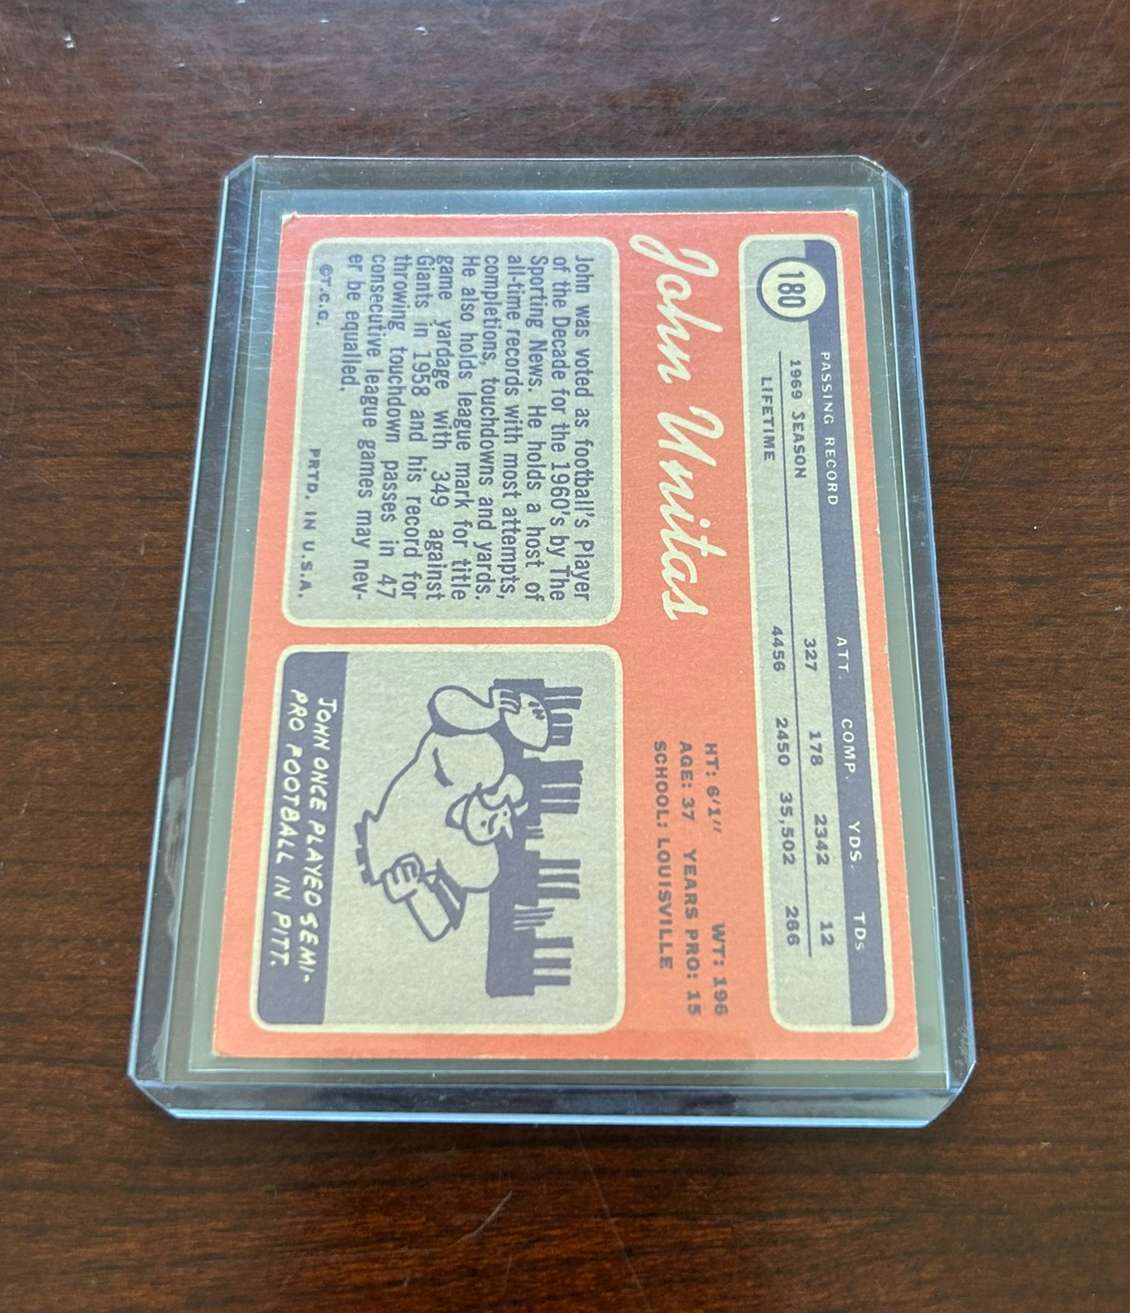 180
PASSING RECORD ATT. COMP. YDS. TDs
1969 SEASON 327 178 2342 12
LIFETIME 4456 2450 35,502 266
John Unitas
HT: 6'1" WT: 196
AGE: 37 YEARS PRO: 15
SCHOOL: LOUISVILLE
John was voted as football's Player
of the Decade for the 1960's by The
Sporting News. He holds a host of
all-time records with most attempts,
completions, touchdowns and yards.
He also holds league mark for title
game yardage with 349 against
Giants in 1958 and his record for
throwing touchdown passes in 47
consecutive league games may nev-
er be equalled.
©T.C.G. PRTD. IN U.S.A.
JOHN ONCE PLAYED SEMI-
PRO FOOTBALL IN PITT.